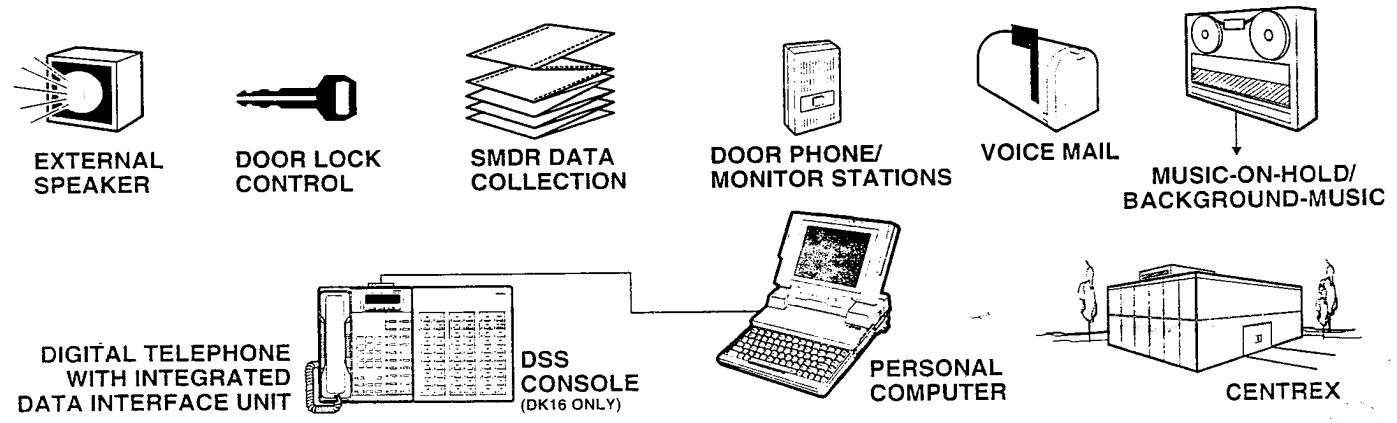 EXTERNAL
SPEAKER
DOOR LOCK
CONTROL
SMDR DATA
COLLECTION
DOOR PHONE/
MONITOR STATIONS
VOICE MAIL
MUSIC-ON-HOLD/
BACKGROUND-MUSIC
DIGITAL TELEPHONE
WITH INTEGRATED
DATA INTERFACE UNIT
DSS
CONSOLE
(DK16 ONLY)
PERSONAL
COMPUTER
CENTREX